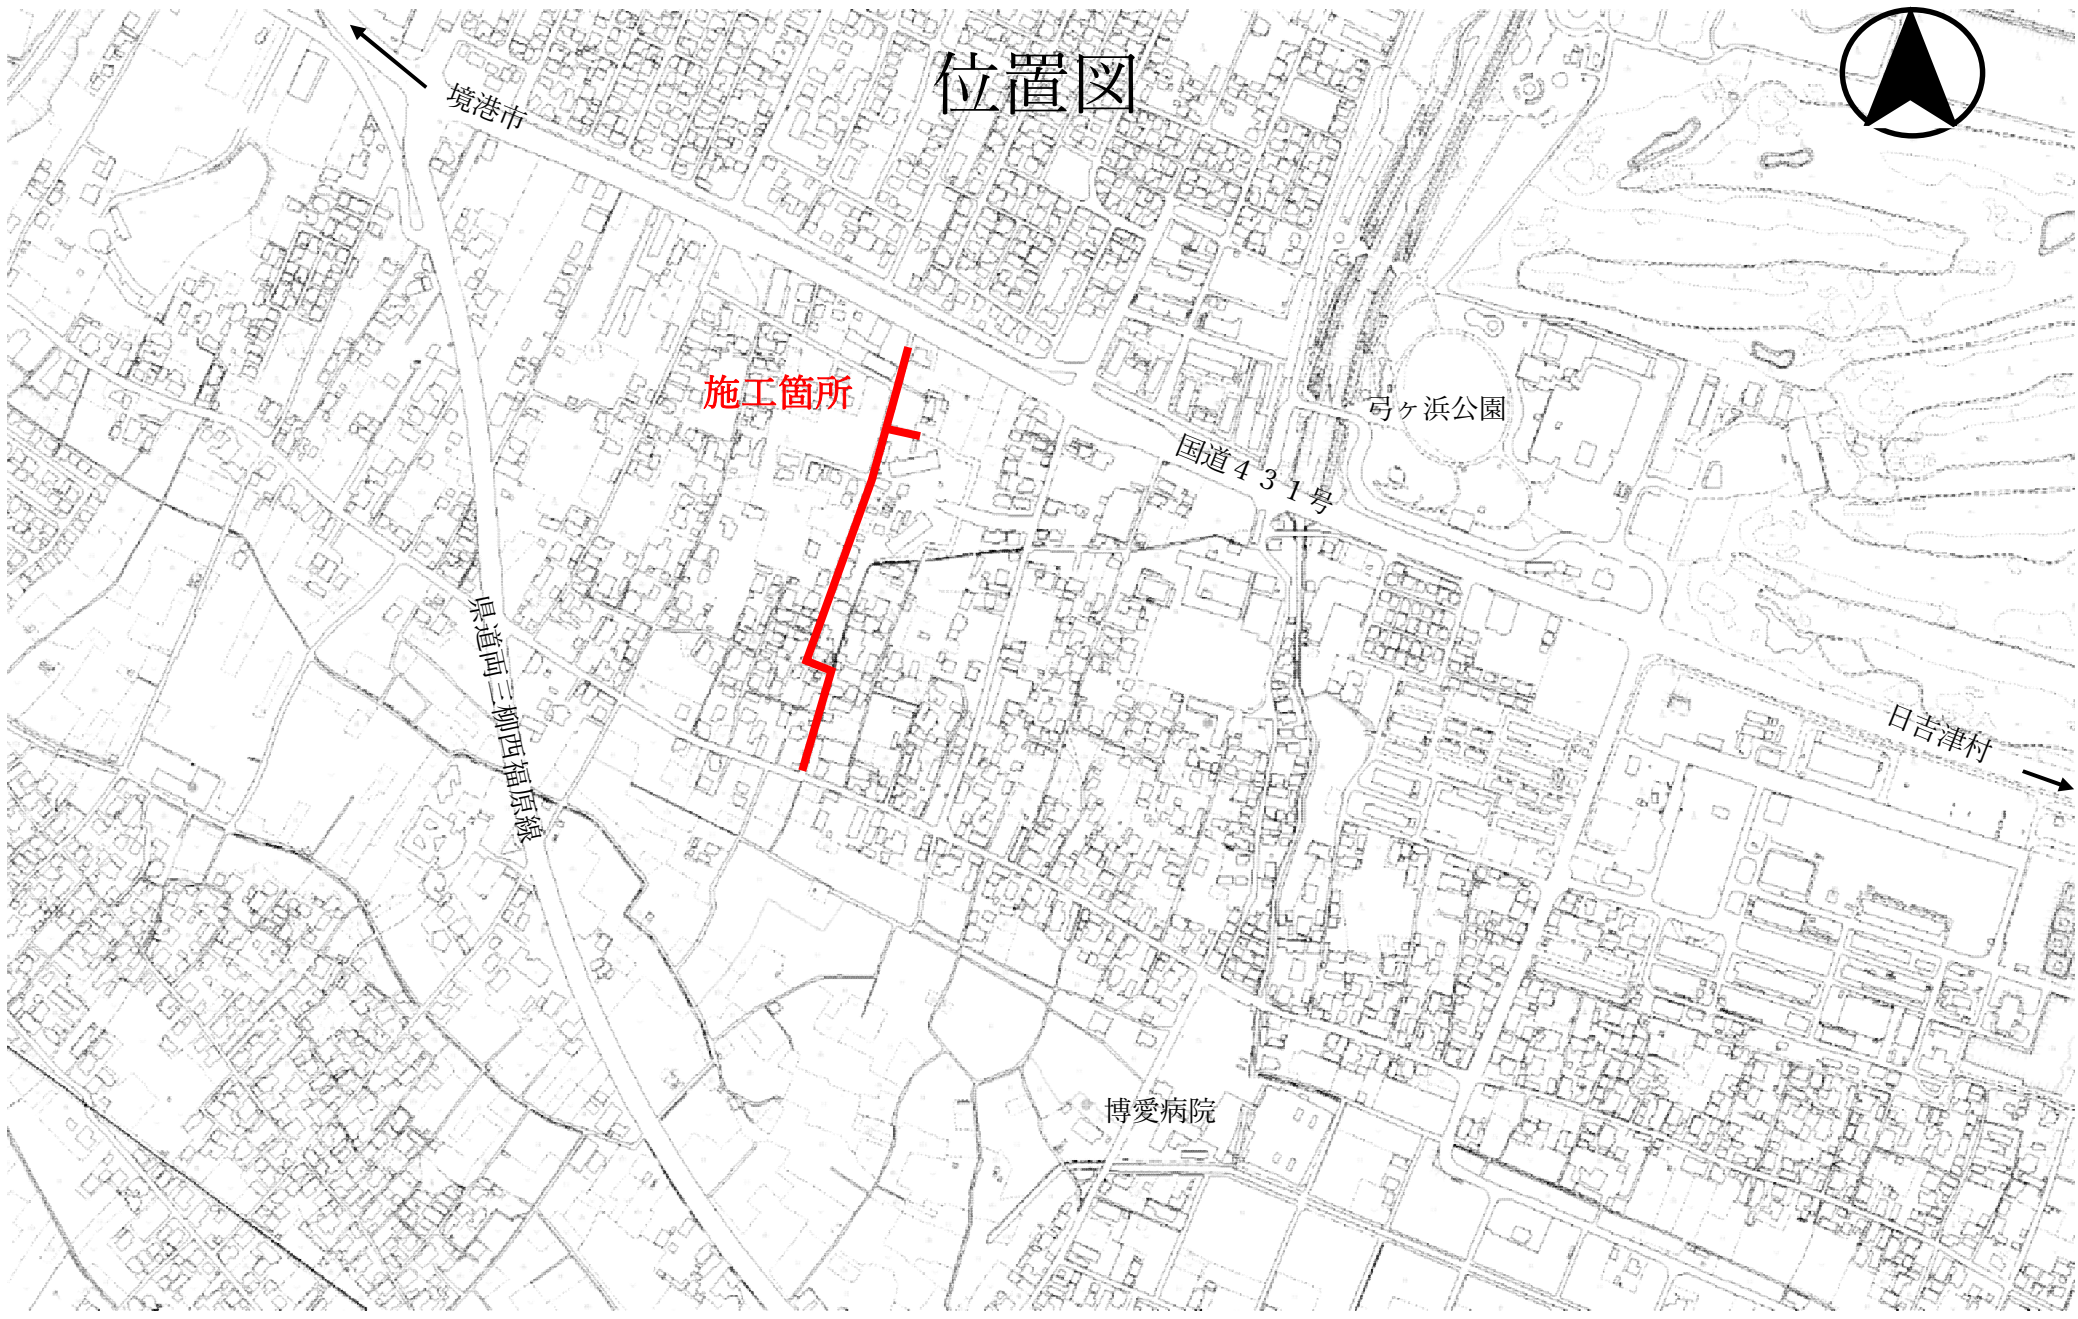 位置図
境港市
施工箇所
弓ヶ浜公園
国道４３１号
県道両三柳西福原線
日吉津村
博愛病院